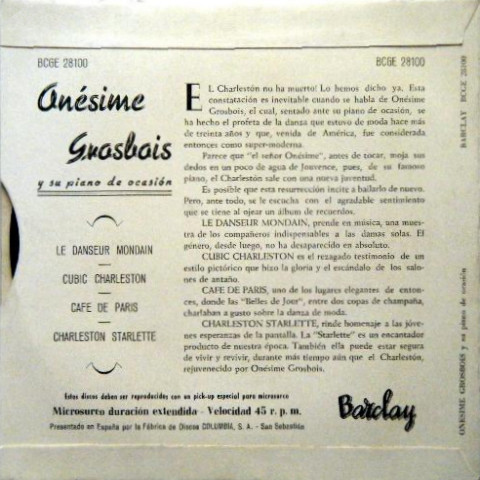 BCGE 28100
BCGE 28100
Onésime
Grosbois
y su piano de ocasión
LE DANSEUR MONDAIN
CUBIC CHARLESTON
CAFE DE PARIS
CHARLESTON STARLETTE
EL Charlestón no ha muerto! Lo hemos dicho ya. Esta
constatación es inevitable cuando se habla de Onésime
Grosbois, el cual, sentado ante su piano de ocasión, se
ha hecho el profeta de la danza que estuvo de moda hace más
de treinta años y que, venida de América, fue considerada
entonces como super-moderna.
Parece que "el señor Onésime", antes de tocar, moja sus
dedos en un poco de agua de Jouvence, pues, de su famoso
piano, el Charlestón sale con una nueva juventud.
Es posible que esta resurrección incite a bailarlo de nuevo.
Pero, ante todo, se le escucha con el agradable sentimiento
que se tiene al ojear un álbum de recuerdos.
LE DANSEUR MONDAIN, prende en música, una mues-
tra de los compañeros indispensables a las damas solas. El
género, desde luego, no ha desaparecido en absoluto.
CUBIC CHARLESTON es el rezagado testimonio de un
estilo pictórico que hizo la gloria y el escándalo de los salo-
nes de antaño.
CAFE DE PARIS, uno de los lugares elegantes de enton-
ces, donde las "Belles de Jour", entre dos copas de champaña,
charlaban a gusto sobre la danza de moda.
CHARLESTON STARLETTE, rinde homenaje a las jóve-
nes esperanzas de la pantalla. La "Starlette" es un encantador
producto de nuestra época. También ella puede estar segura
de vivir y revivir, durante más tiempo aún que el Charlestón,
rejuvenecido por Onésime Grosbois.
Estos discos deben ser reproducidos con un pick-up especial para microsurco
Microsurco duración extendida - Velocidad 45 r. p. m.
Presentado en España por la Fábrica de Discos COLUMBIA, S. A. - San Sebastián
Barclay
ONESIME GROSBOIS y su piano de ocasión
BARCLAY BCGE 28100